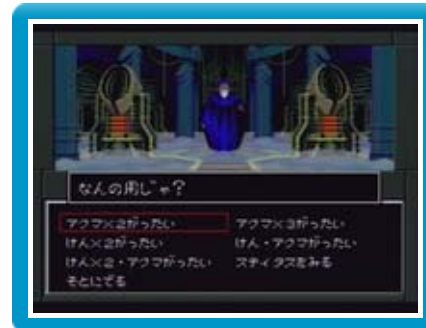 なんの用じゃ？
アクマ×2がったい　アクマ×3がったい
けん×2がったい　けん・アクマがったい
けん×2・アクマがったい　スティタスをみる
そとにでる